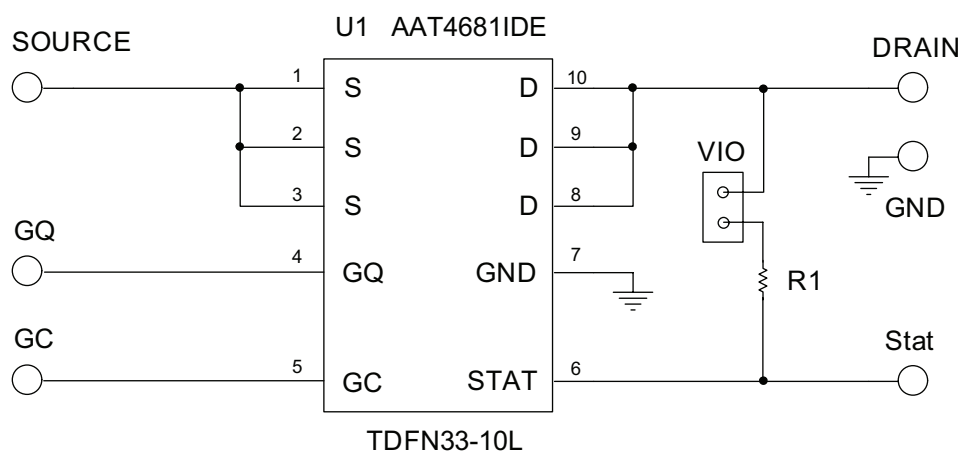 U1 AAT4681IDE
SOURCE
DRAIN
1
S
D
10
2
S
D
9
VIO
3
S
D
8
GND
GQ
4
GQ
GND
7
R1
GC
5
GC
STAT
6
Stat
TDFN33-10L